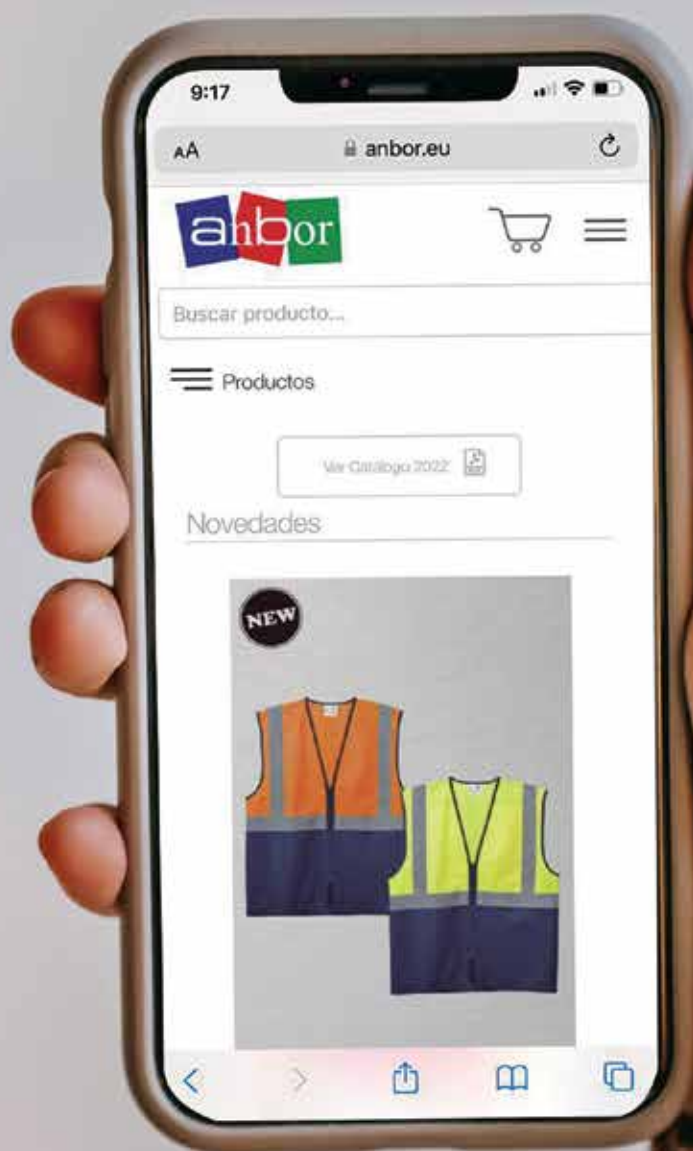 9:17
AA
anbor.eu
anbor
Buscar producto...
Productos
Ver Catálogo 2022
Novedades
NEW